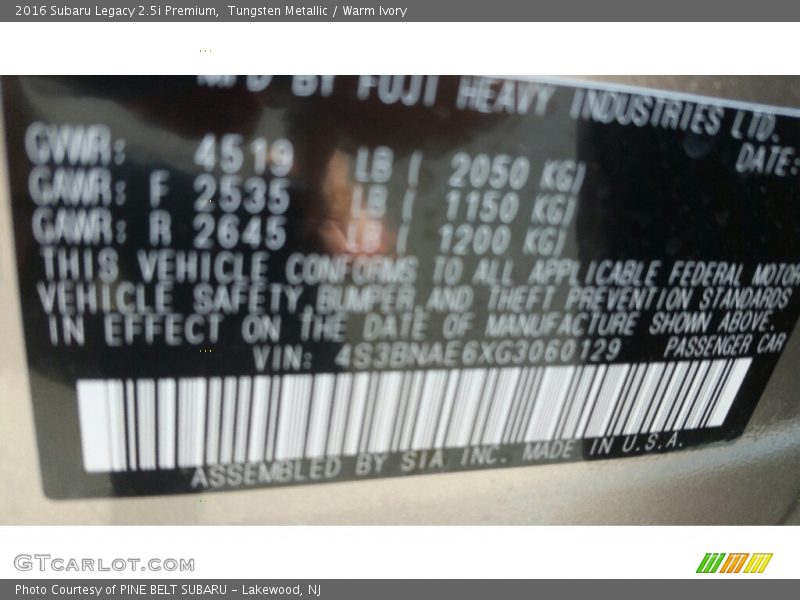 2016 Subaru Legacy 2.5i Premium,  Tungsten Metallic / Warm Ivory
MFD BY FUJI HEAVY INDUSTRIES LTD.
DATE:
GVWR: 4519 LB ( 2050 KG)
GAWR: F 2535 LB ( 1150 KG)
GAWR: R 2645 LB ( 1200 KG)
THIS VEHICLE CONFORMS TO ALL APPLICABLE FEDERAL MOTOR
VEHICLE SAFETY BUMPER AND THEFT PREVENTION STANDARDS
IN EFFECT ON THE DATE OF MANUFACTURE SHOWN ABOVE.
VIN: 4S3BNAE6XG3060129 PASSENGER CAR
ASSEMBLED BY SIA INC. MADE IN U.S.A.
GTCARLOT.COM
Photo Courtesy of PINE BELT SUBARU - Lakewood, NJ